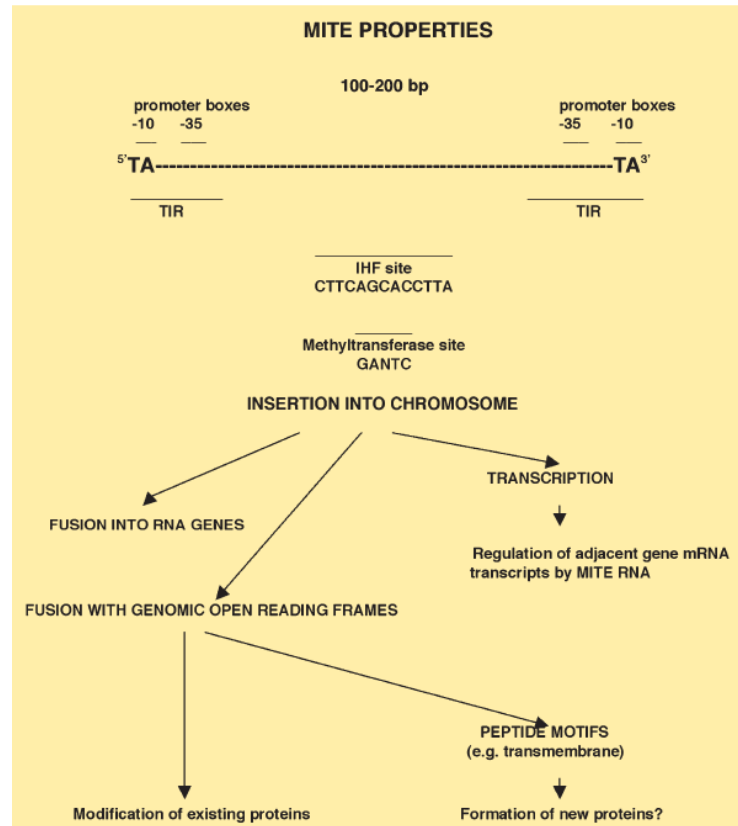 MITE PROPERTIES
100-200 bp
promoter boxes promoter boxes
-10 -35 -35 -10
5'TA----------------------------------------------------------------TA3'
TIR TIR
IHF site
CTTCAGCACCTTA
Methyltransferase site
GANTC
INSERTION INTO CHROMOSOME
TRANSCRIPTION
FUSION INTO RNA GENES
Regulation of adjacent gene mRNA
transcripts by MITE RNA
FUSION WITH GENOMIC OPEN READING FRAMES
PEPTIDE MOTIFS
(e.g. transmembrane)
Modification of existing proteins Formation of new proteins?